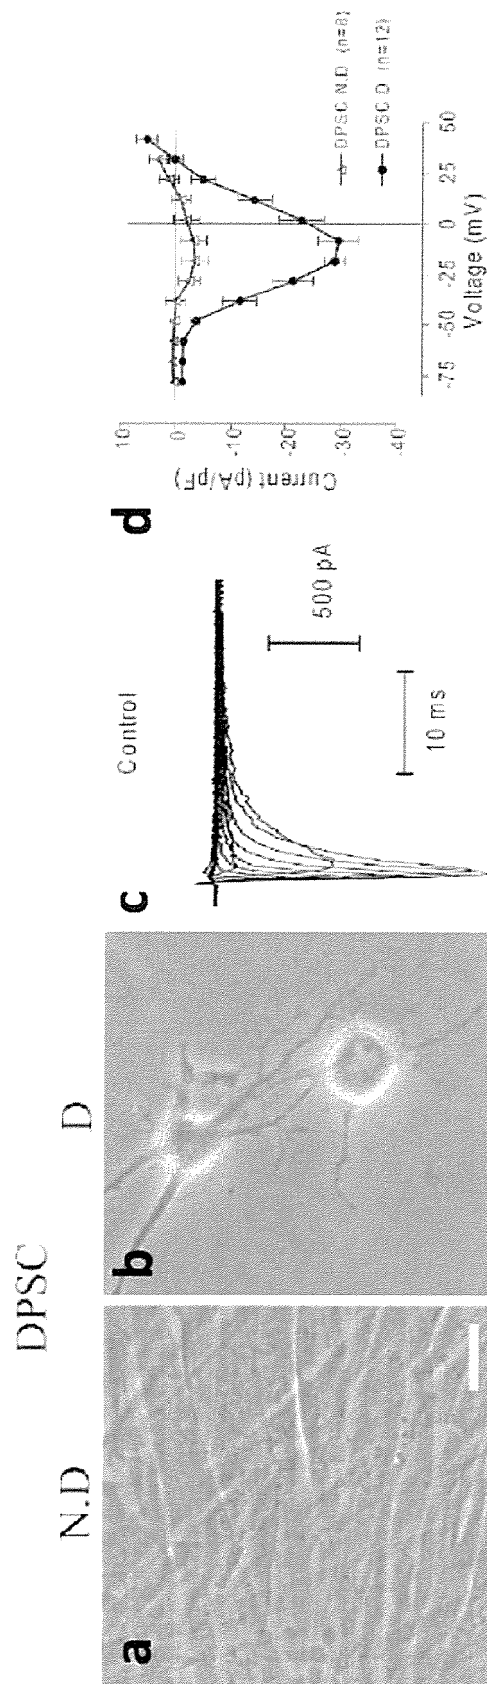 DPSC
N.D
D
a
b
c
Control
500 pA
10 ms
d
10
0
-10
-20
-30
-40
Current (pA/pF)
-75
-50
-25
0
25
50
Voltage (mV)
DPSC N.D (n=8)
DPSC D (n=12)